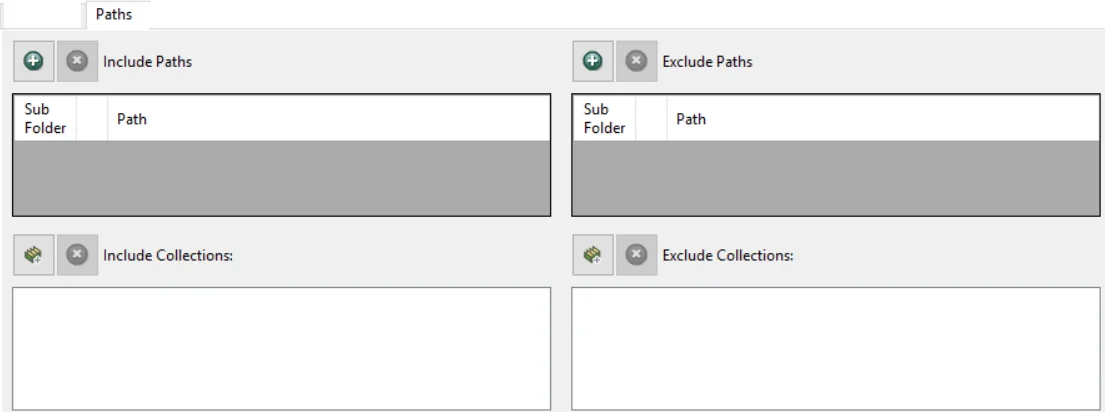 Paths
Include Paths
Exclude Paths
Sub
Folder
Path
Sub
Folder
Path
Include Collections:
Exclude Collections: